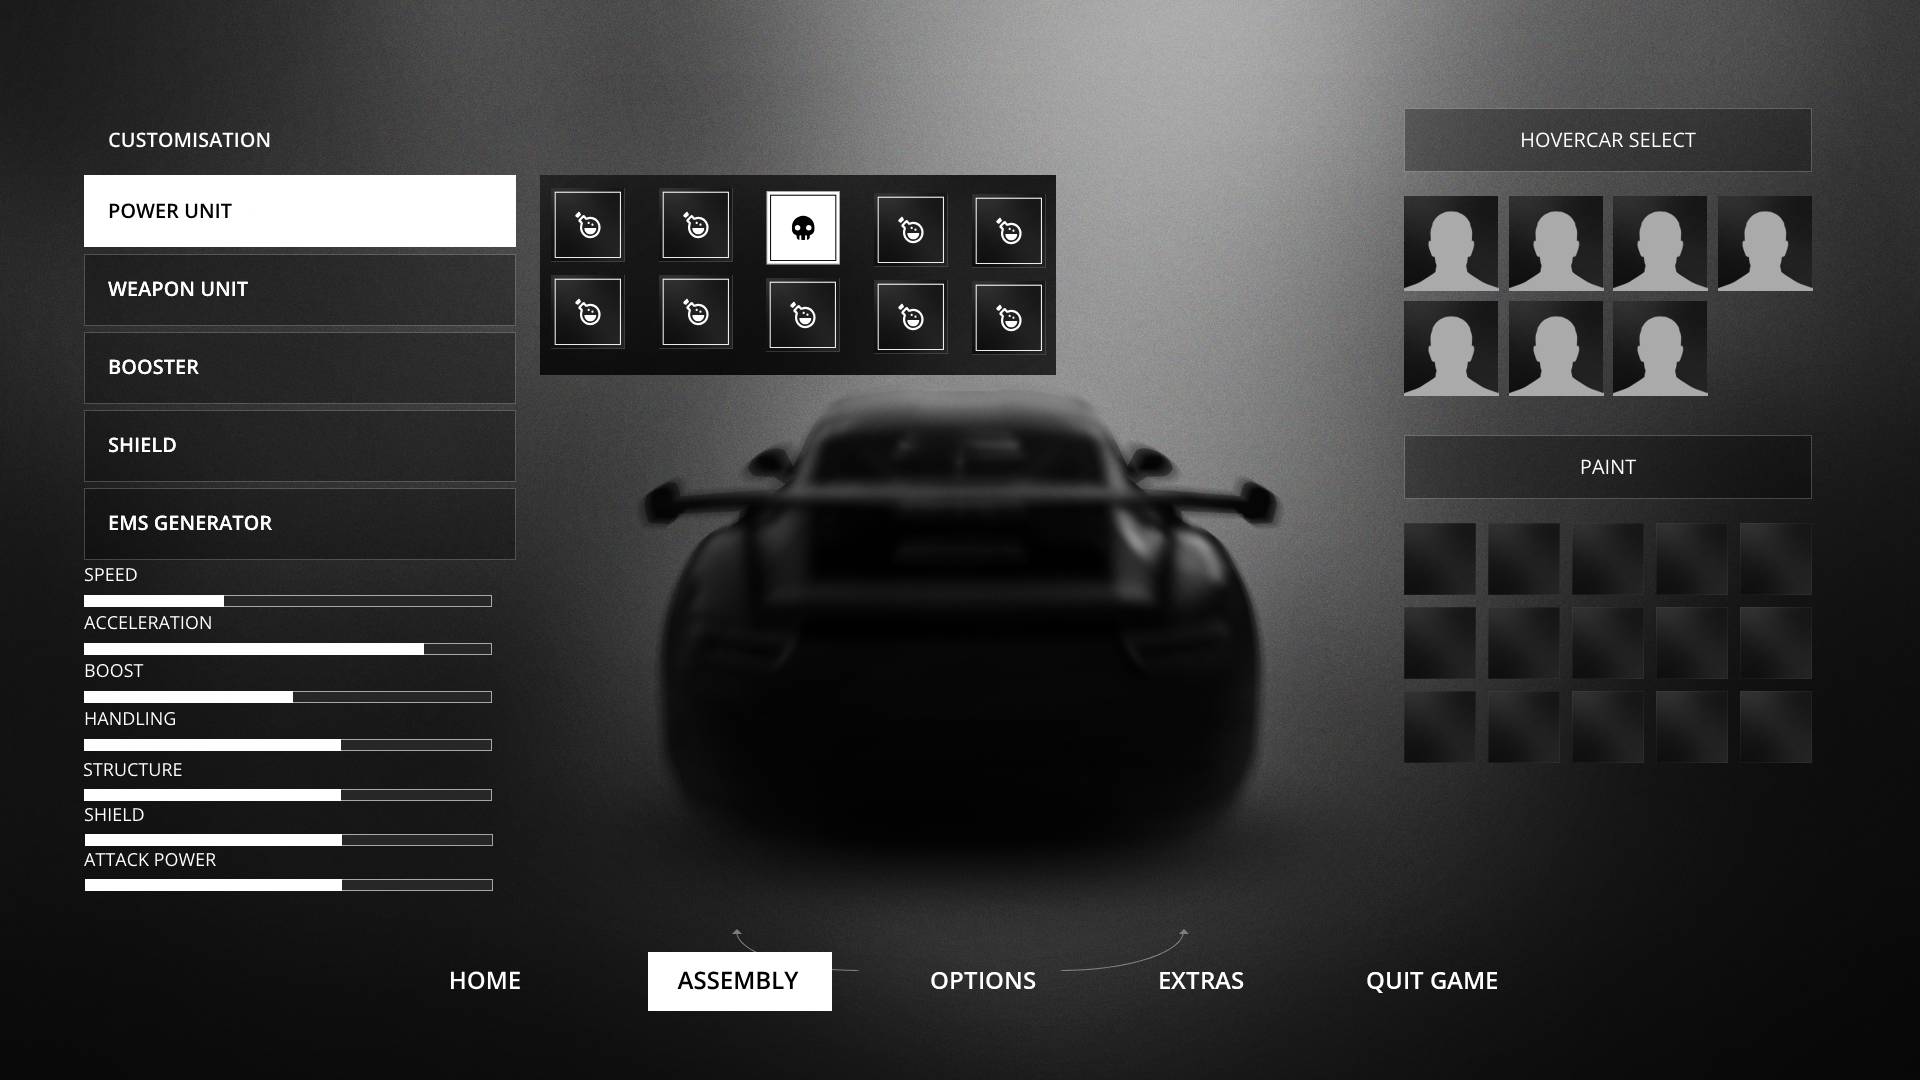 CUSTOMISATION
POWER UNIT
WEAPON UNIT
BOOSTER
SHIELD
EMS GENERATOR
SPEED
ACCELERATION
BOOST
HANDLING
STRUCTURE
SHIELD
ATTACK POWER
HOVERCAR SELECT
PAINT
HOME
ASSEMBLY
OPTIONS
EXTRAS
QUIT GAME